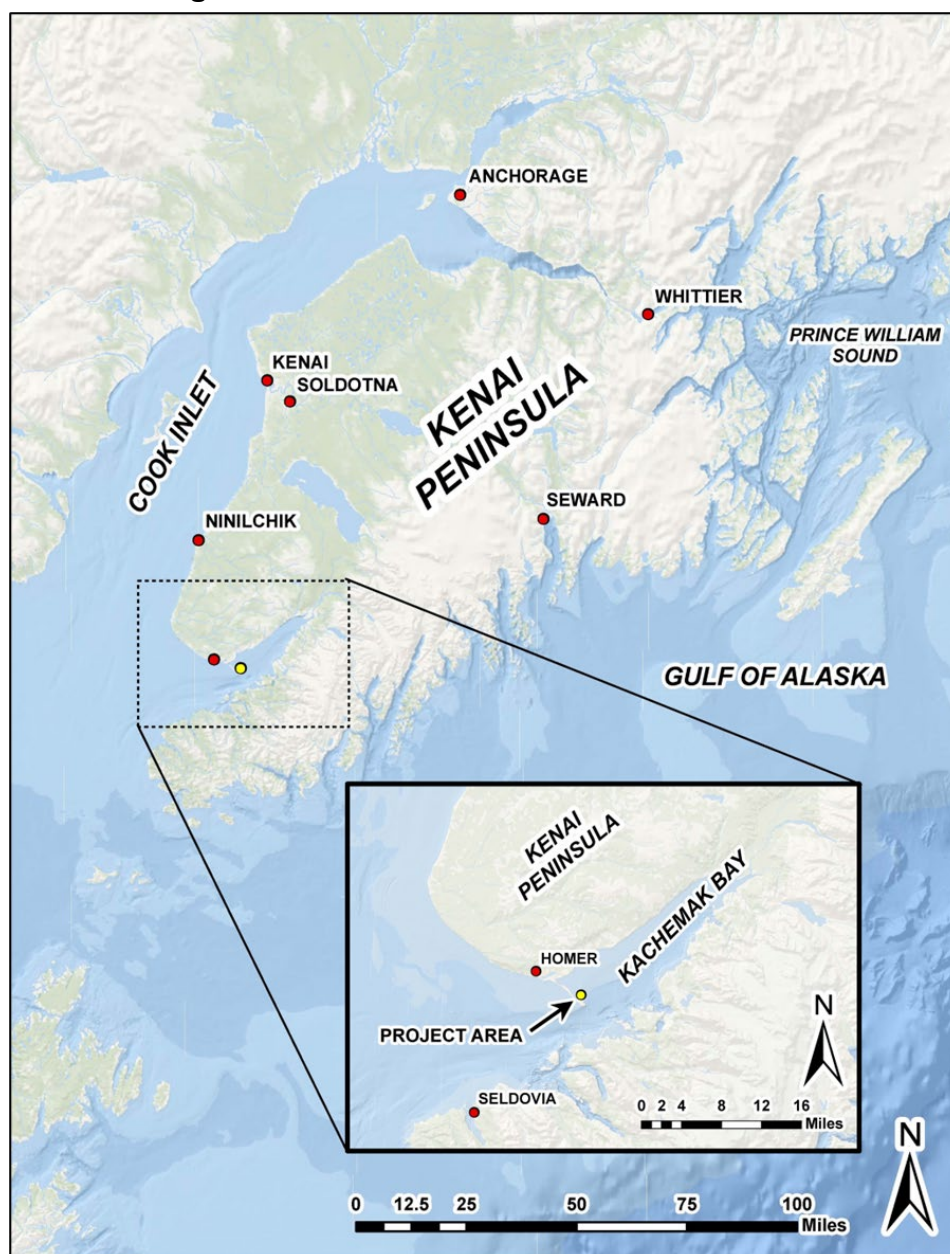 ANCHORAGE
WHITTIER
PRINCE WILLIAM
SOUND
KENAI
SOLDOTNA
COOK INLET
KENAI
PENINSULA
SEWARD
NINILCHIK
GULF OF ALASKA
KENAI
PENINSULA
KACHEMAK BAY
HOMER
PROJECT AREA
N
SELDOVIA
0 2 4 8 12 16
Miles
N
0 12.5 25 50 75 100
Miles